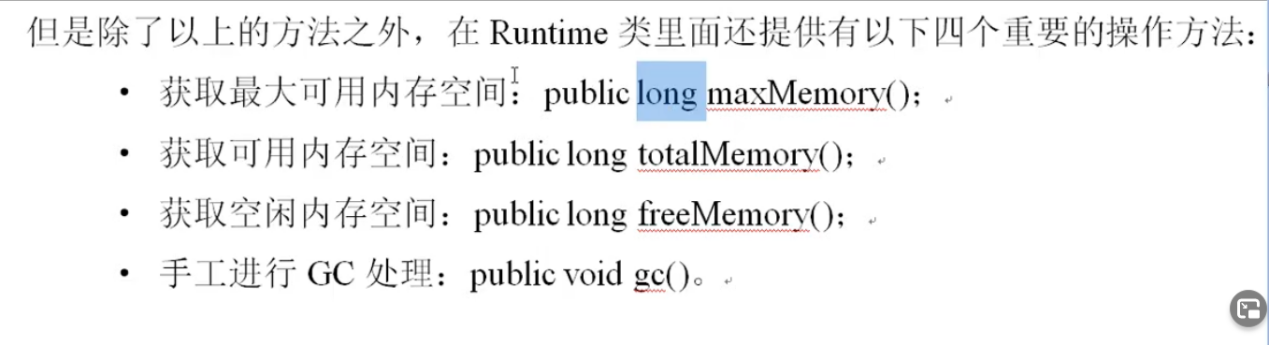 但是除了以上的方法之外，在 Runtime 类里面还提供有以下四个重要的操作方法：
• 获取最大可用内存空间：public long maxMemory()；
• 获取可用内存空间：public long totalMemory()；
• 获取空闲内存空间：public long freeMemory()；
• 手工进行 GC 处理：public void gc()。